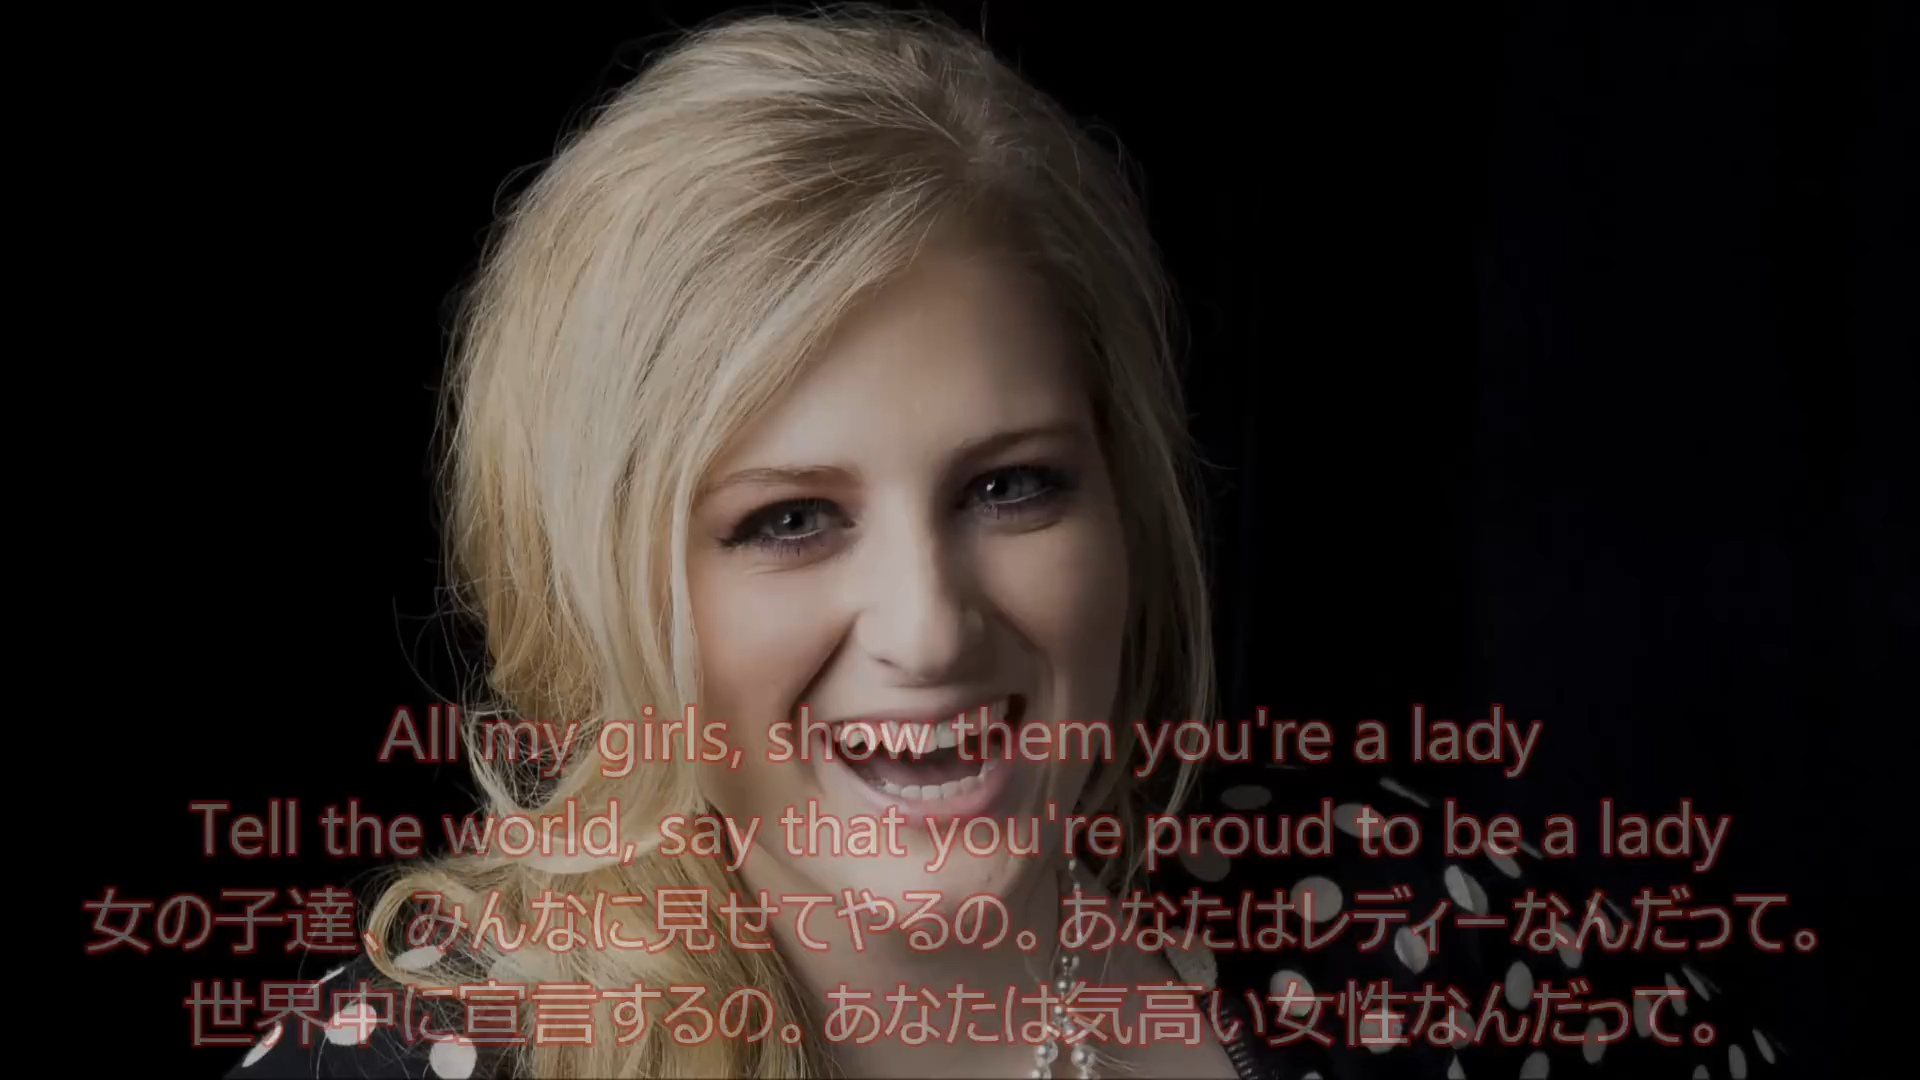 All my girls, show them you're a lady
Tell the world, say that you're proud to be a lady
女の子達、みんなに見せてやるの。あなたはレディーなんだって。
世界中に宣言するの。あなたは気高い女性なんだって。